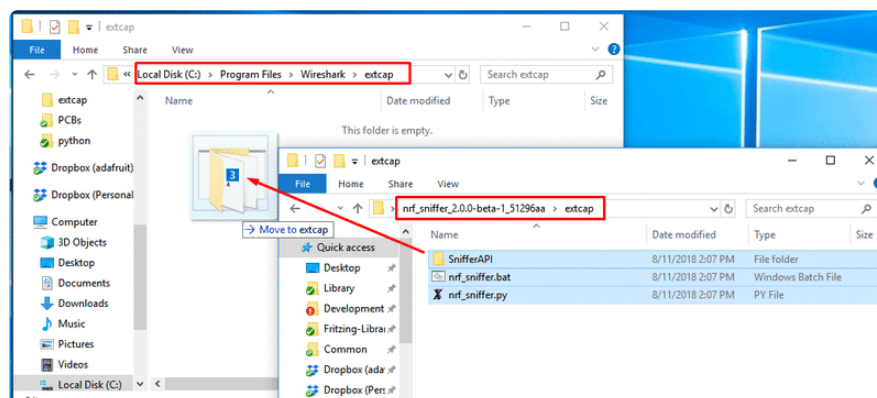 extcap
File Home Share View
« Local Disk (C:) > Program Files > Wireshark > extcap
Search extcap
Name Date modified Type Size
This folder is empty.
extcap
PCBs
python
Dropbox (adafruit)
Dropbox (Personal
Computer
3D Objects
Desktop
Documents
Downloads
Music
Pictures
Videos
Local Disk (C:)
3
→ Move to extcap
extcap
File Home Share View
nrf_sniffer_2.0.0-beta-1_51296aa > extcap
Search extcap
Name Date modified Type Size
Quick access
Desktop
Library
Development
Fritzing-Librar
Common
Dropbox (ada
Dropbox (Pers
SnifferAPI 8/11/2018 2:07 PM File folder
nrf_sniffer.bat 8/11/2018 2:07 PM Windows Batch File
nrf_sniffer.py 8/11/2018 2:07 PM PY File